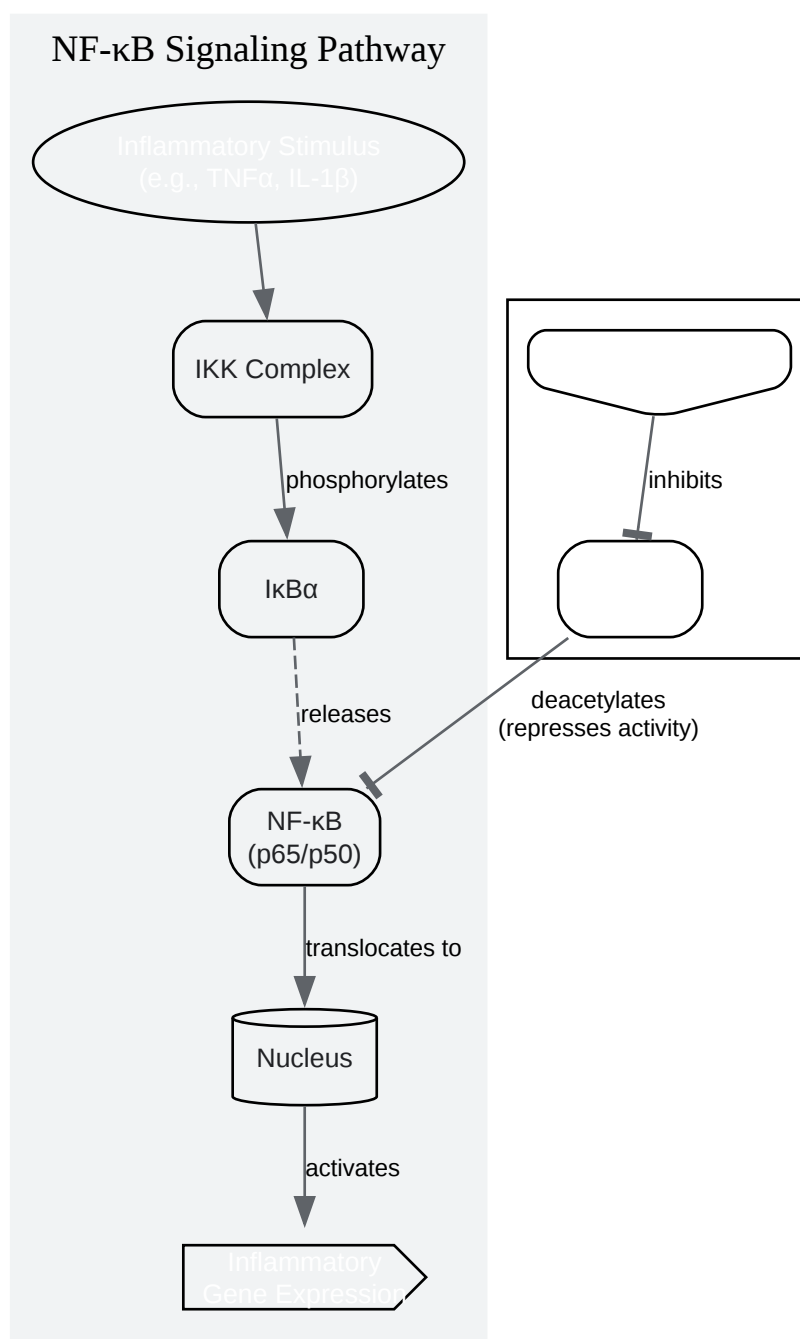 NF-κB Signaling Pathway
Inflammatory Stimulus
(e.g., TNFα, IL-1β)
IKK Complex
phosphorylates
inhibits
IκBα
releases
deacetylates
(represses activity)
NF-κB
(p65/p50)
translocates to
Nucleus
activates
Inflammatory
Gene Expression